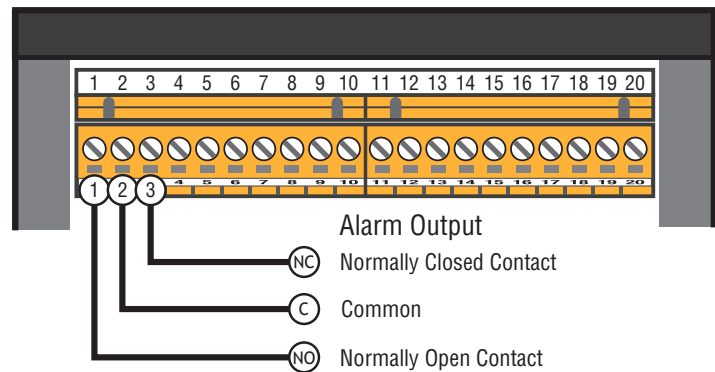 1 2 3 4 5 6 7 8 9 10 11 12 13 14 15 16 17 18 19 20
1 2 3 4 5 6 7 8 9 10 11 12 13 14 15 16 17 18 19 20
Alarm Output
NC Normally Closed Contact
C Common
NO Normally Open Contact